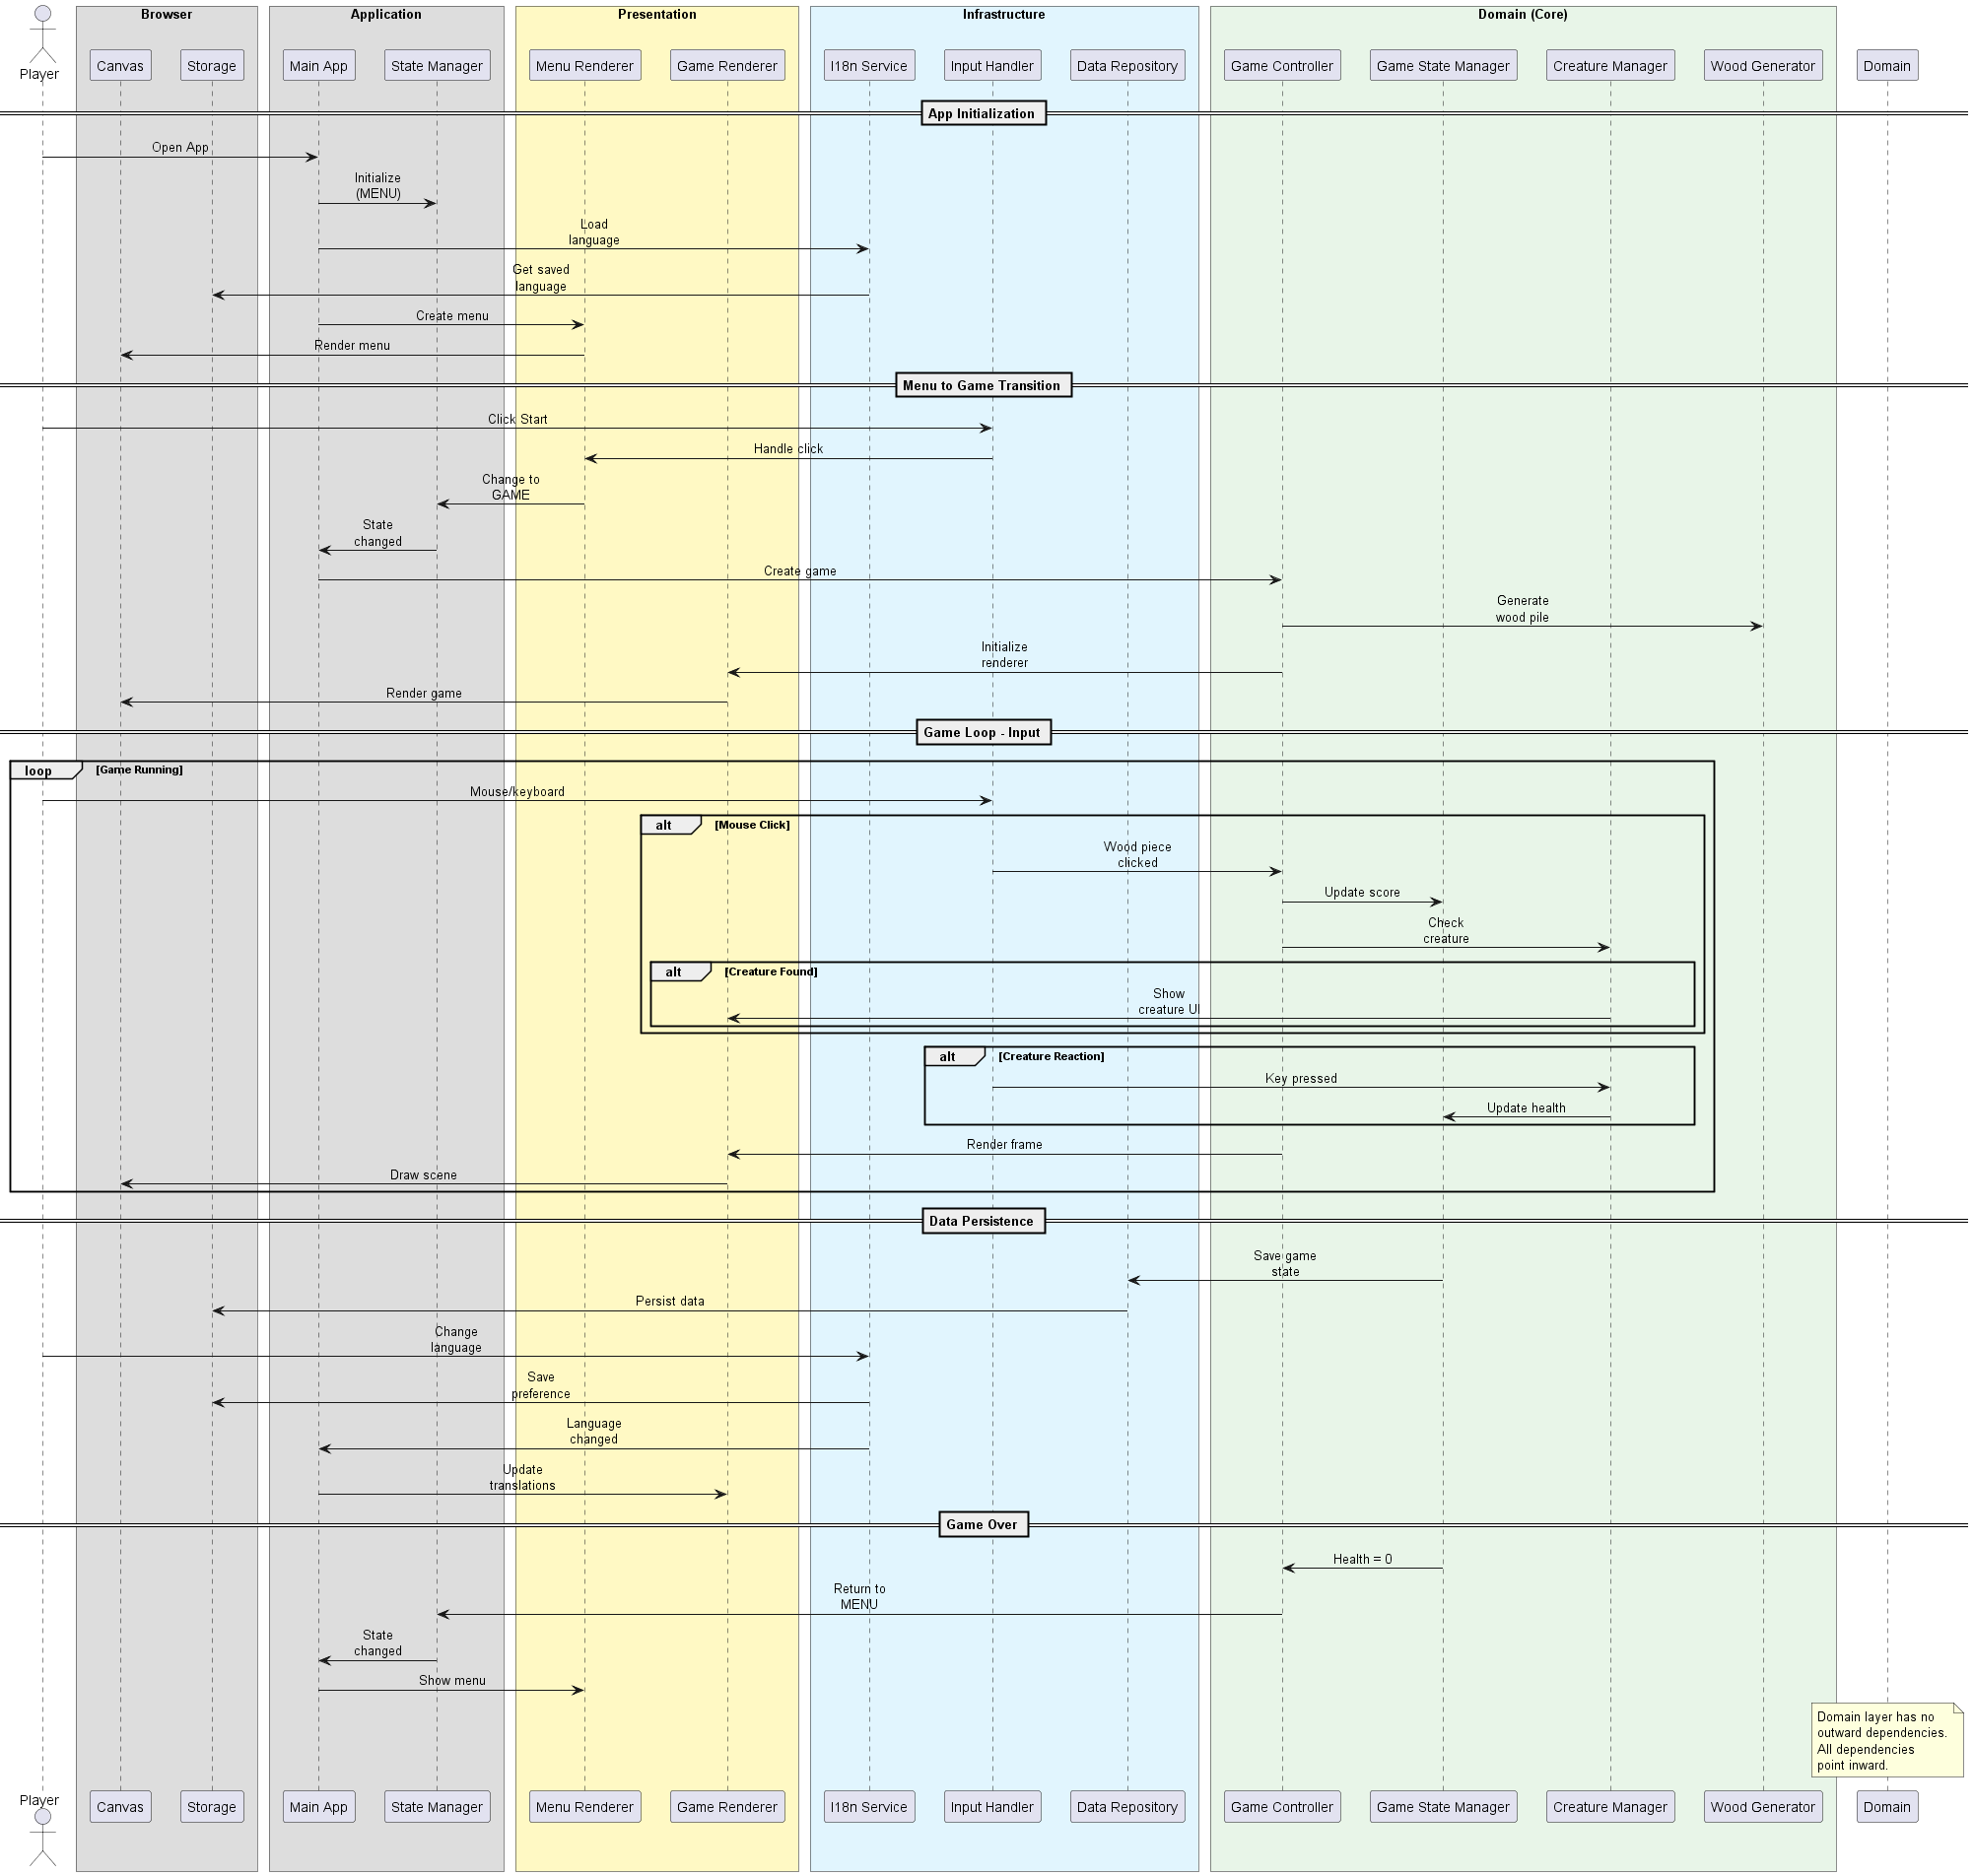 Browser
Application
Presentation
Infrastructure
Domain (Core)
Player
Canvas
Storage
Main App
State Manager
Menu Renderer
Game Renderer
I18n Service
Input Handler
Data Repository
Game Controller
Game State Manager
Creature Manager
Wood Generator
Domain
App Initialization
Open App
Initialize
(MENU)
Load
language
Get saved
language
Create menu
Render menu
Menu to Game Transition
Click Start
Handle click
Change to
GAME
State
changed
Create game
Generate
wood pile
Initialize
renderer
Render game
Game Loop - Input
loop
[Game Running]
Mouse/keyboard
alt
[Mouse Click]
Wood piece
clicked
Update score
Check
creature
alt
[Creature Found]
Show
creature UI
alt
[Creature Reaction]
Key pressed
Update health
Render frame
Draw scene
Data Persistence
Save game
state
Persist data
Change
language
Save
preference
Language
changed
Update
translations
Game Over
Health = 0
Return to
MENU
State
changed
Show menu
Domain layer has no
outward dependencies.
All dependencies
point inward.
Player
Canvas
Storage
Main App
State Manager
Menu Renderer
Game Renderer
I18n Service
Input Handler
Data Repository
Game Controller
Game State Manager
Creature Manager
Wood Generator
Domain